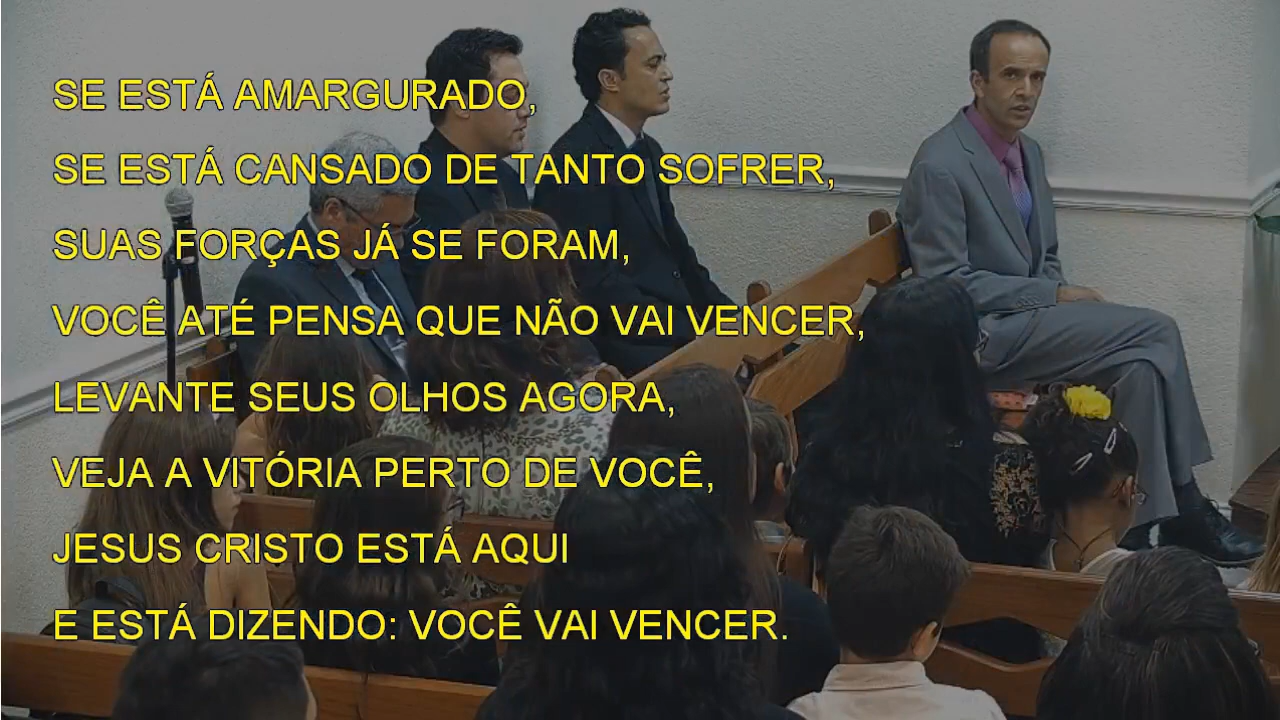 SE ESTÁ AMARGURADO,
SE ESTÁ CANSADO DE TANTO SOFRER,
SUAS FORÇAS JÁ SE FORAM,
VOCÊ ATÉ PENSA QUE NÃO VAI VENCER,
LEVANTE SEUS OLHOS AGORA,
VEJA A VITÓRIA PERTO DE VOCÊ,
JESUS CRISTO ESTÁ AQUI
E ESTÁ DIZENDO: VOCÊ VAI VENCER.